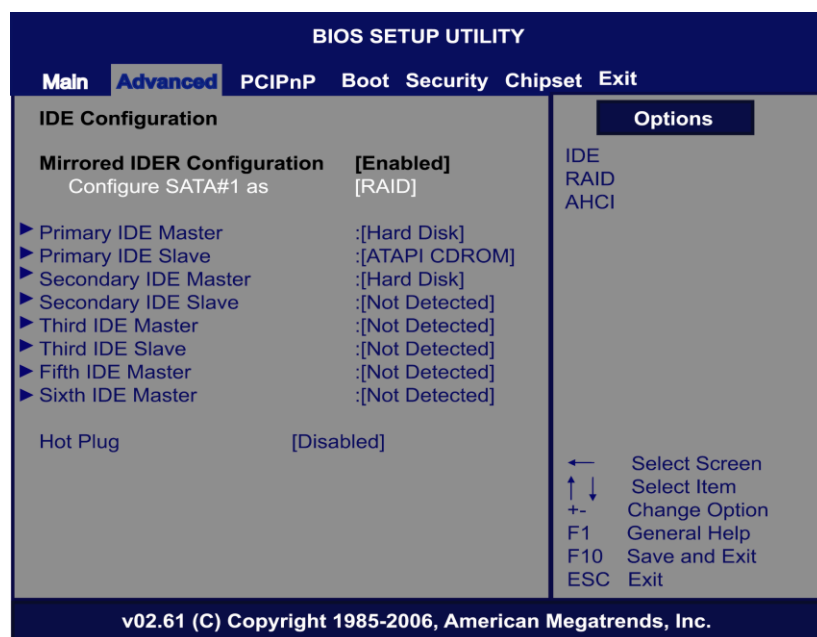 BIOS SETUP UTILITY
Main Advanced PCIPnP Boot Security Chipset Exit
IDE Configuration
Mirrored IDER Configuration [Enabled]
Configure SATA#1 as [RAID]
Primary IDE Master :[Hard Disk]
Primary IDE Slave :[ATAPI CDROM]
Secondary IDE Master :[Hard Disk]
Secondary IDE Slave :[Not Detected]
Third IDE Master :[Not Detected]
Third IDE Slave :[Not Detected]
Fifth IDE Master :[Not Detected]
Sixth IDE Master :[Not Detected]
Hot Plug [Disabled]
Options
IDE
RAID
AHCI
← Select Screen
↑↓ Select Item
+- Change Option
F1 General Help
F10 Save and Exit
ESC Exit
v02.61 (C) Copyright 1985-2006, American Megatrends, Inc.